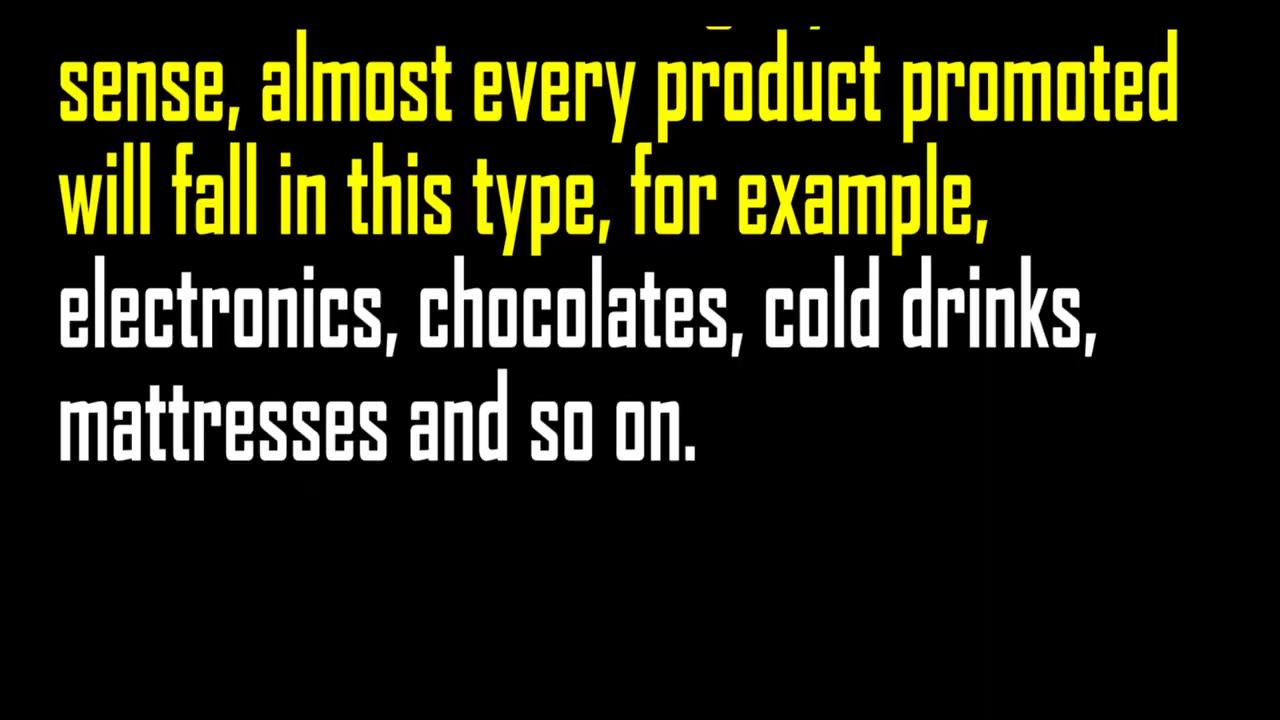 sense, almost every product promoted
will fall in this type, for example,
electronics, chocolates, cold drinks,
mattresses and so on.